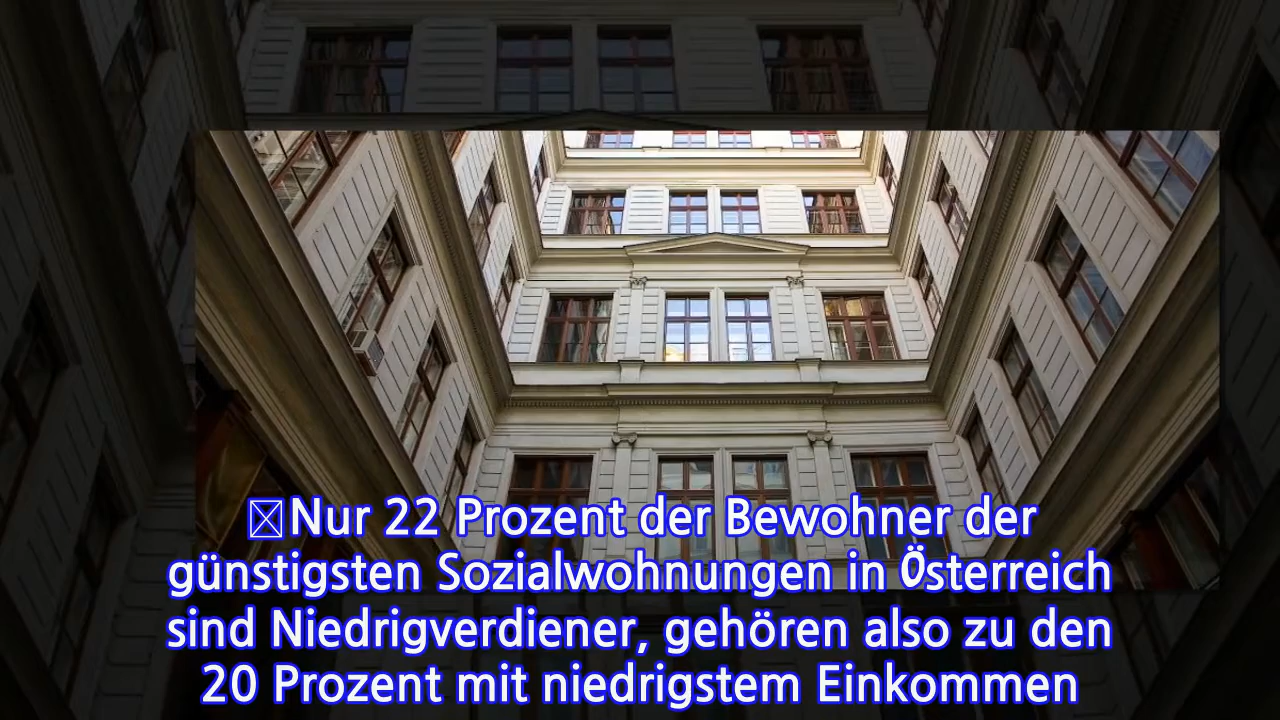 Nur 22 Prozent der Bewohner der
günstigsten Sozialwohnungen in Österreich
sind Niedrigverdiener, gehören also zu den
20 Prozent mit niedrigstem Einkommen